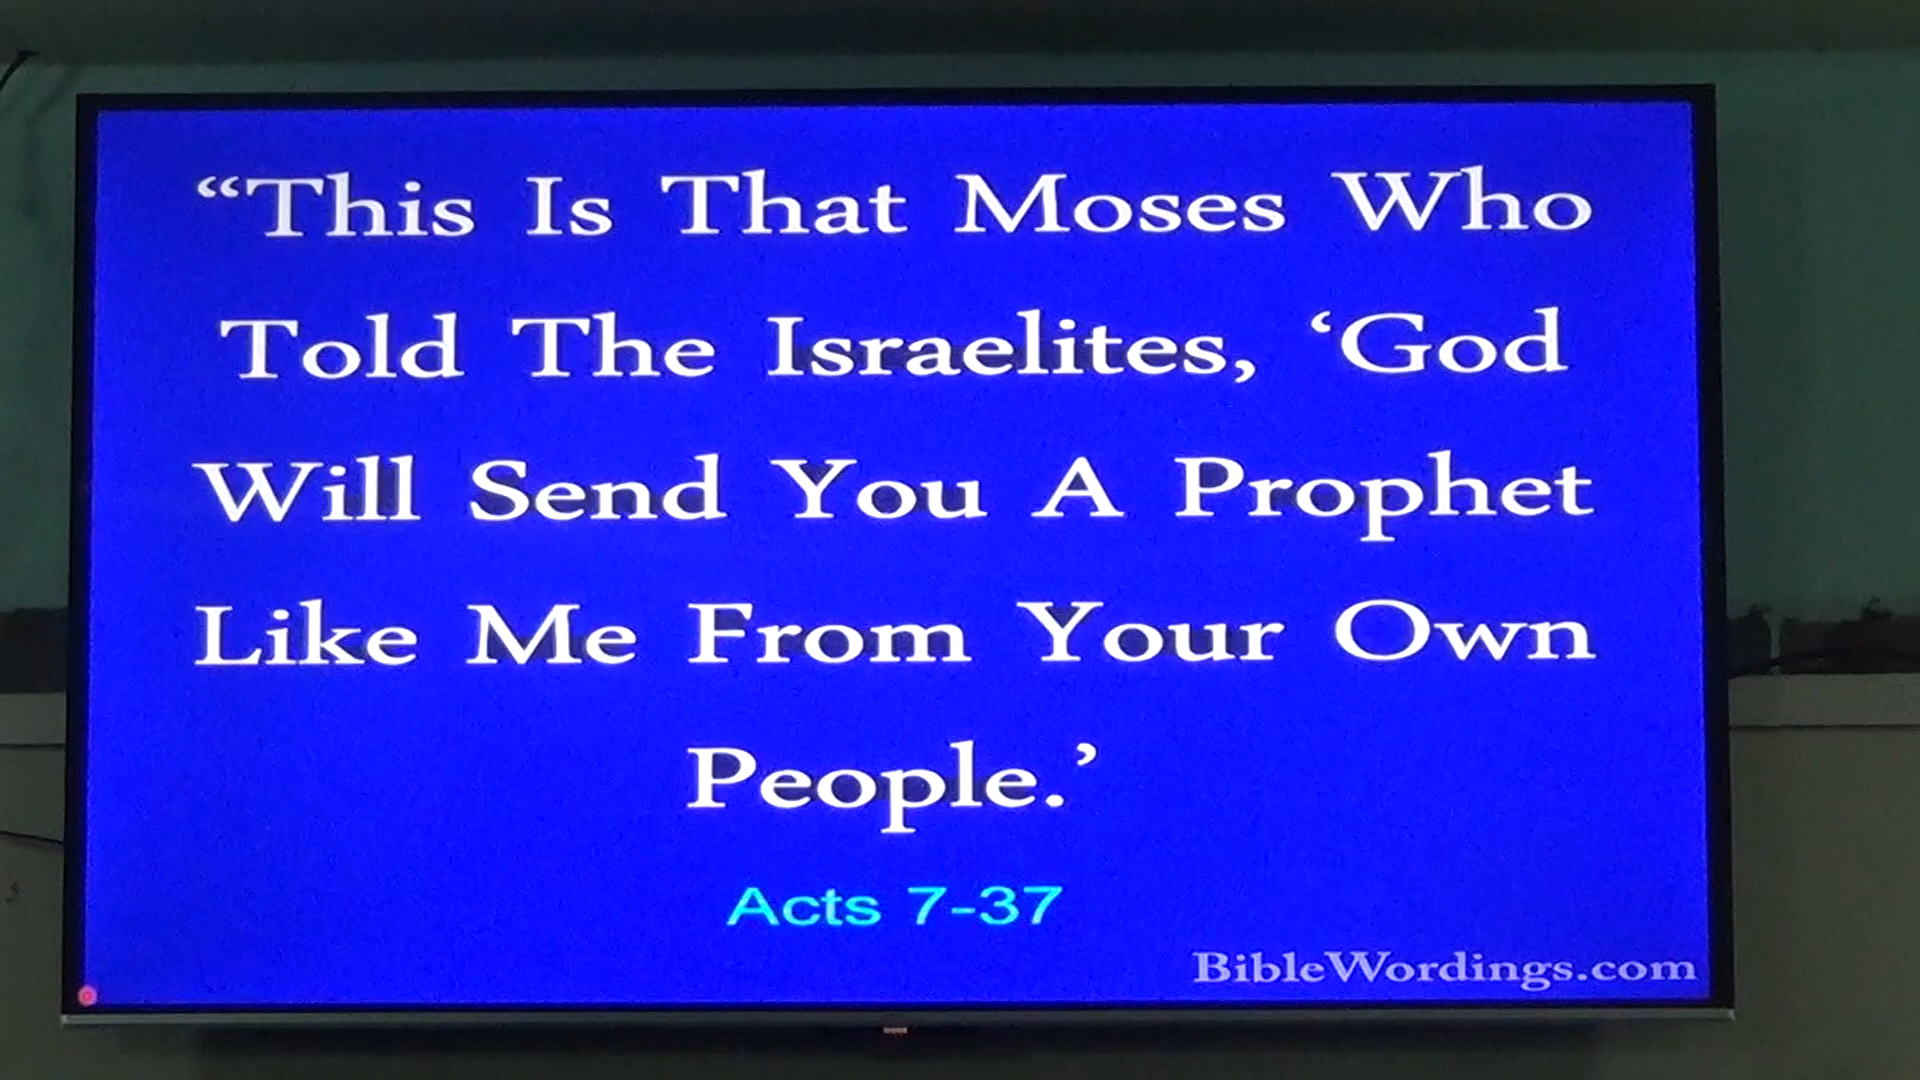 “This Is That Moses Who
Told The Israelites, ‘God
Will Send You A Prophet
Like Me From Your Own
People.’
Acts 7-37
BibleWordings.com